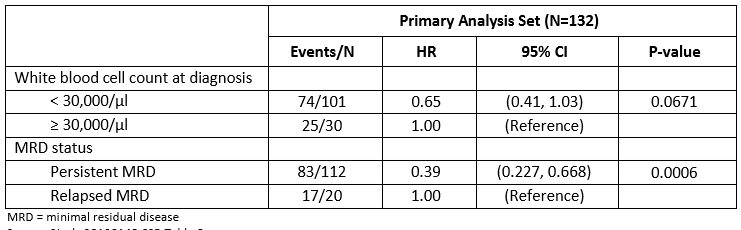 Primary Analysis Set (N=132)
Events/N HR 95% CI P-value
White blood cell count at diagnosis
< 30,000/µl 74/101 0.65 (0.41, 1.03) 0.0671
≥ 30,000/µl 25/30 1.00 (Reference)
MRD status
Persistent MRD 83/112 0.39 (0.227, 0.668) 0.0006
Relapsed MRD 17/20 1.00 (Reference)
MRD = minimal residual disease